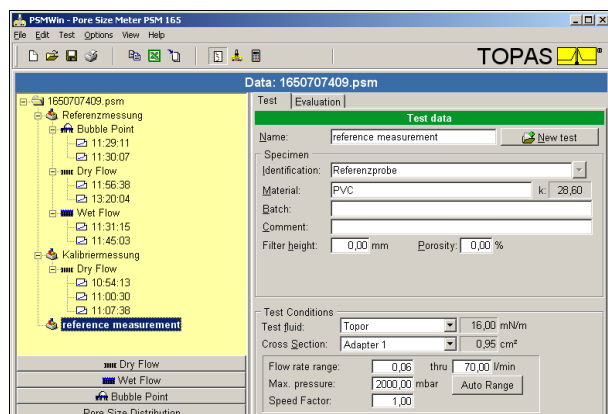 PSMWin - Pore Size Meter PSM 165
File Edit Test Options View Help
TOPAS
Data: 1650707409.psm
1650707409.psm
Referenzmessung
Bubble Point
11:29:11
11:30:07
Dry Flow
11:56:38
13:20:04
Wet Flow
11:31:15
11:45:03
Kalibriermessung
Dry Flow
10:54:13
11:00:30
11:07:38
reference measurement
Dry Flow
Wet Flow
Bubble Point
Pore Size Distribution
Test Evaluation
Test data
Name: reference measurement New test
Specimen
Identification: Referenzprobe
Material: PVC k: 28,60
Batch:
Comment:
Filter height: 0,00 mm Porosity: 0,00 %
Test Conditions
Test fluid: Topor 16,00 mN/m
Cross Section: Adapter 1 0,95 cm²
Flow rate range: 0,06 thru 70,00 l/min
Max. pressure: 2000,00 mbar Auto Range
Speed Factor: 1,00